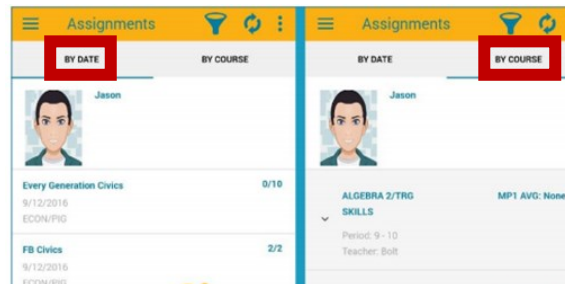 Assignments
BY DATE BY COURSE
Jason
Every Generation Civics 0/10
9/12/2016
ECON/PIG
FB Civics 2/2
9/12/2016
ECON/PIG
Assignments
BY DATE BY COURSE
Jason
ALGEBRA 2/TRG MP1 AVG: None
SKILLS
Period: 9 - 10
Teacher: Bolt